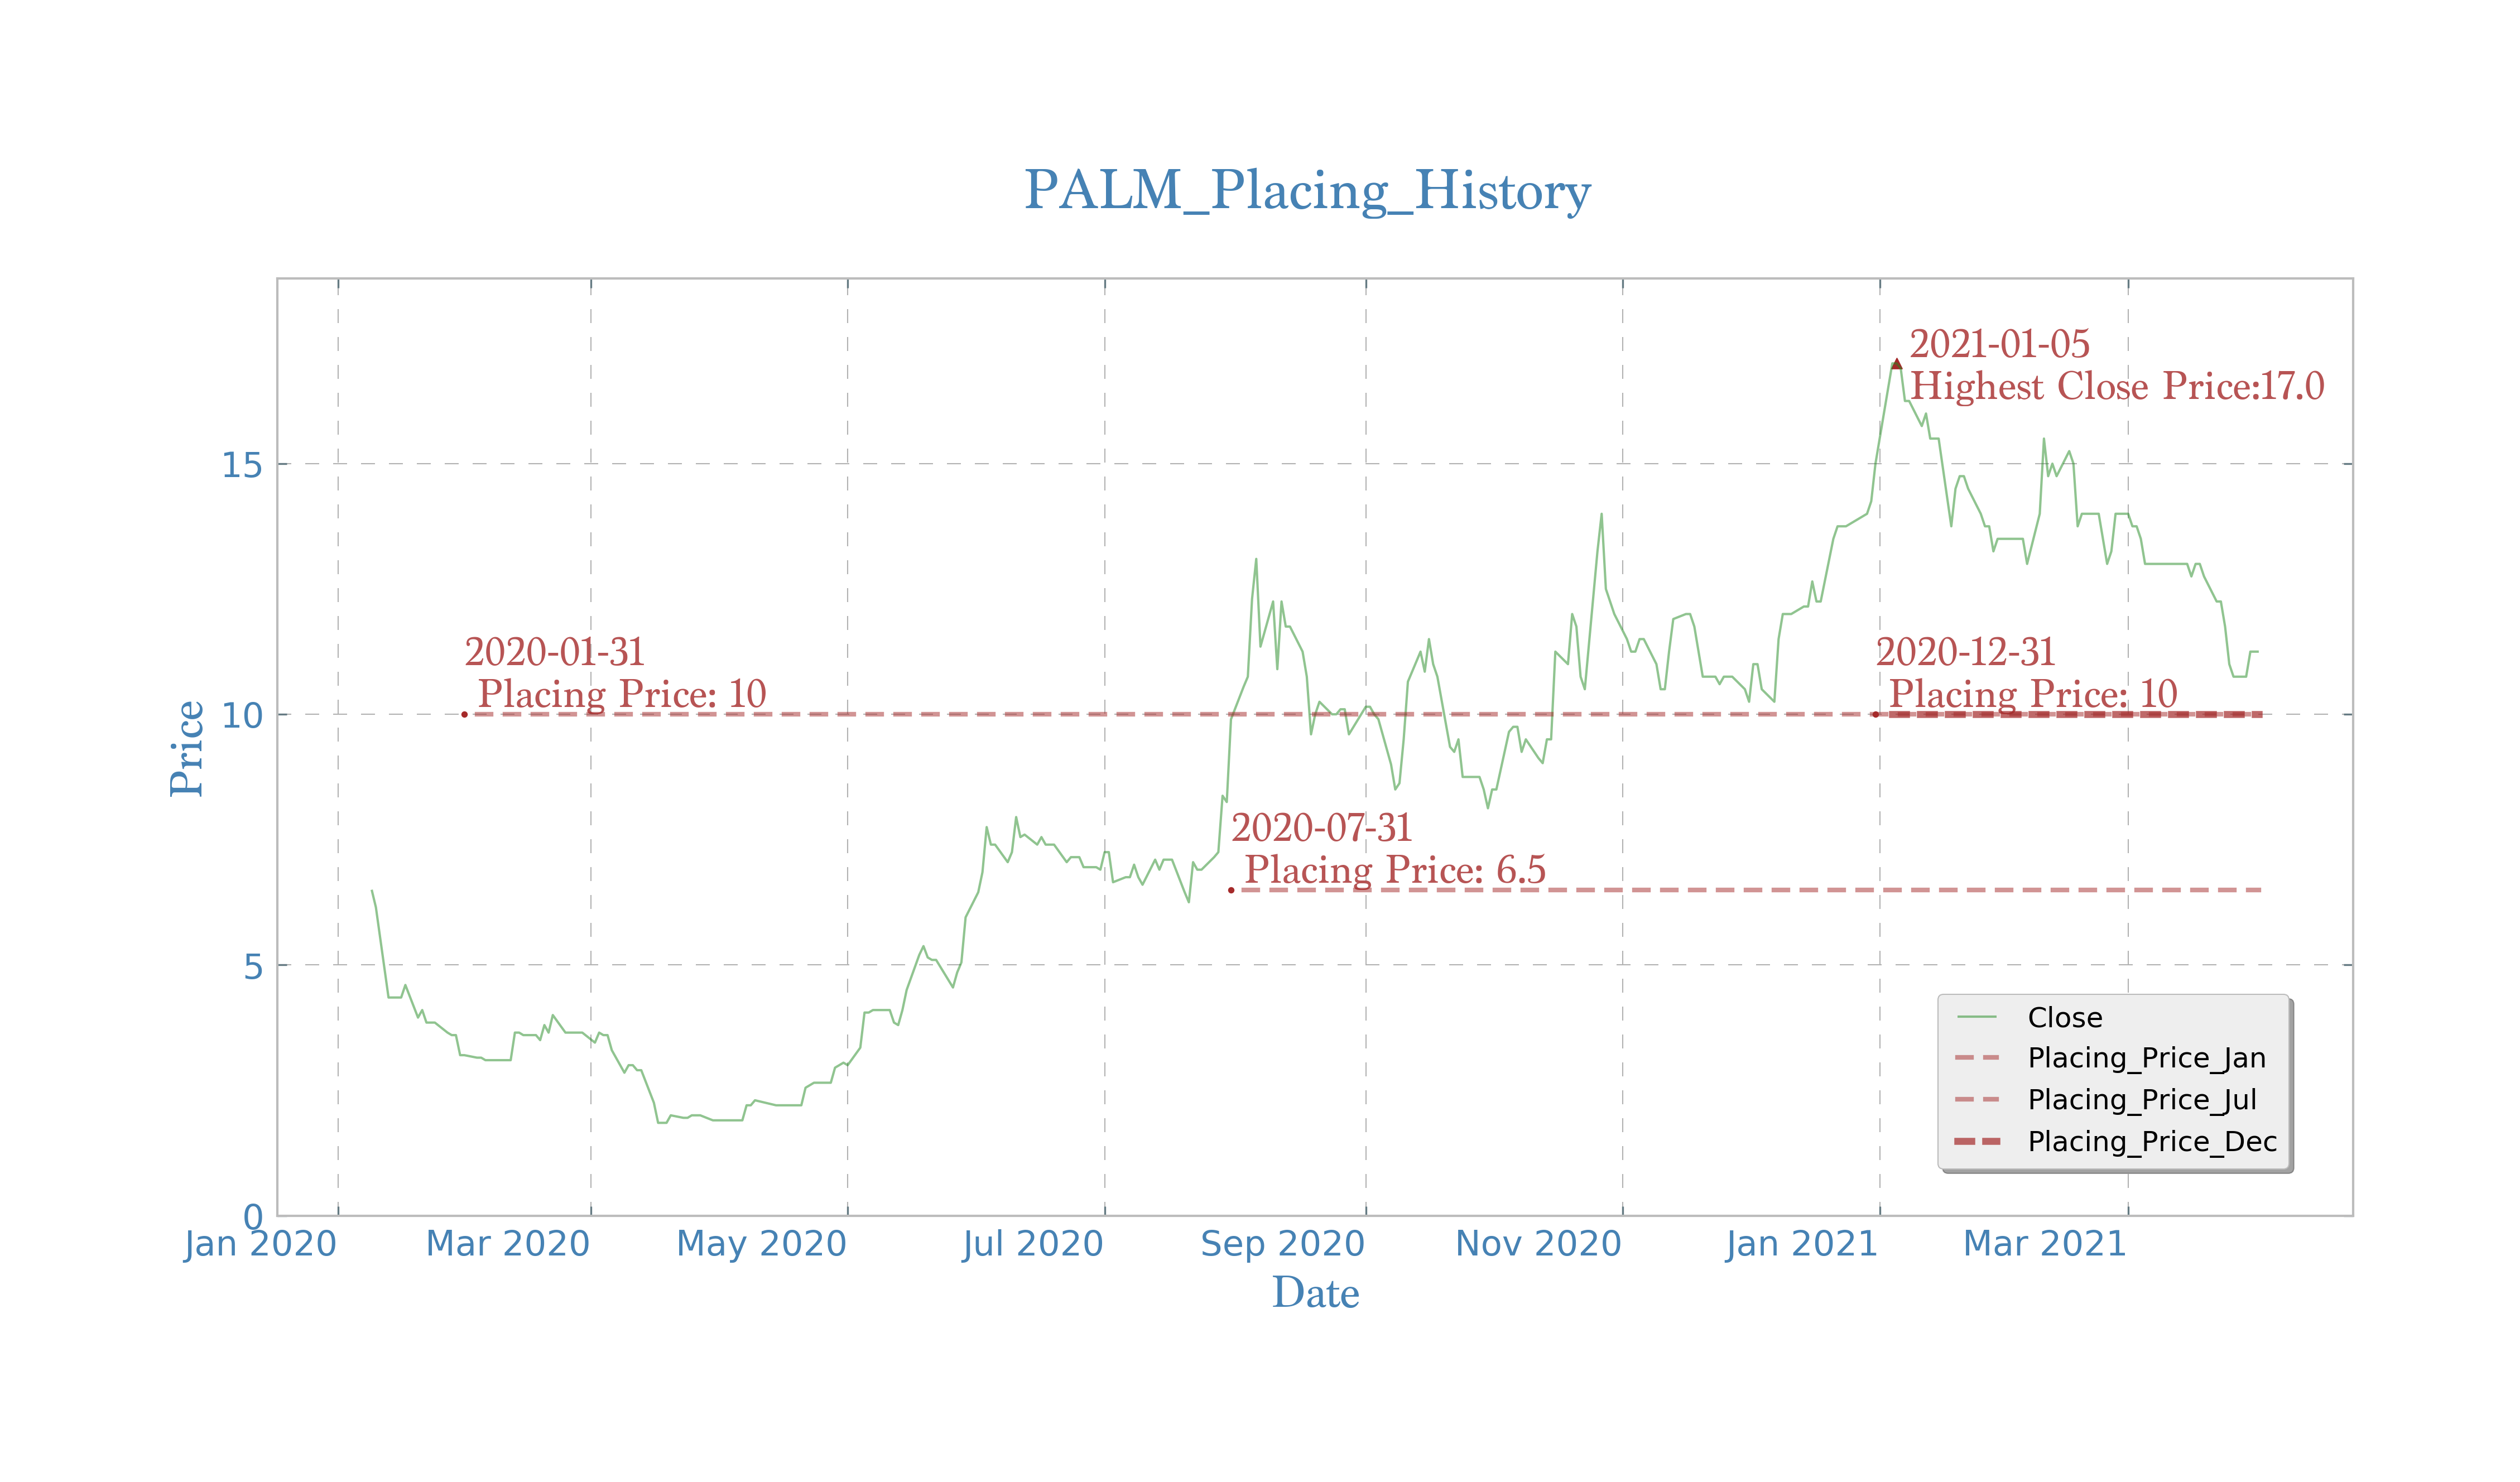 PALM_Placing_History
2021-01-05
Highest Close Price:17.0
15
2020-01-31
Placing Price: 10
2020-12-31
Placing Price: 10
10
Price
2020-07-31
Placing Price: 6.5
5
Close
Placing_Price_Jan
Placing_Price_Jul
Placing_Price_Dec
0
Jan 2020 Mar 2020 May 2020 Jul 2020 Sep 2020 Nov 2020 Jan 2021 Mar 2021
Date